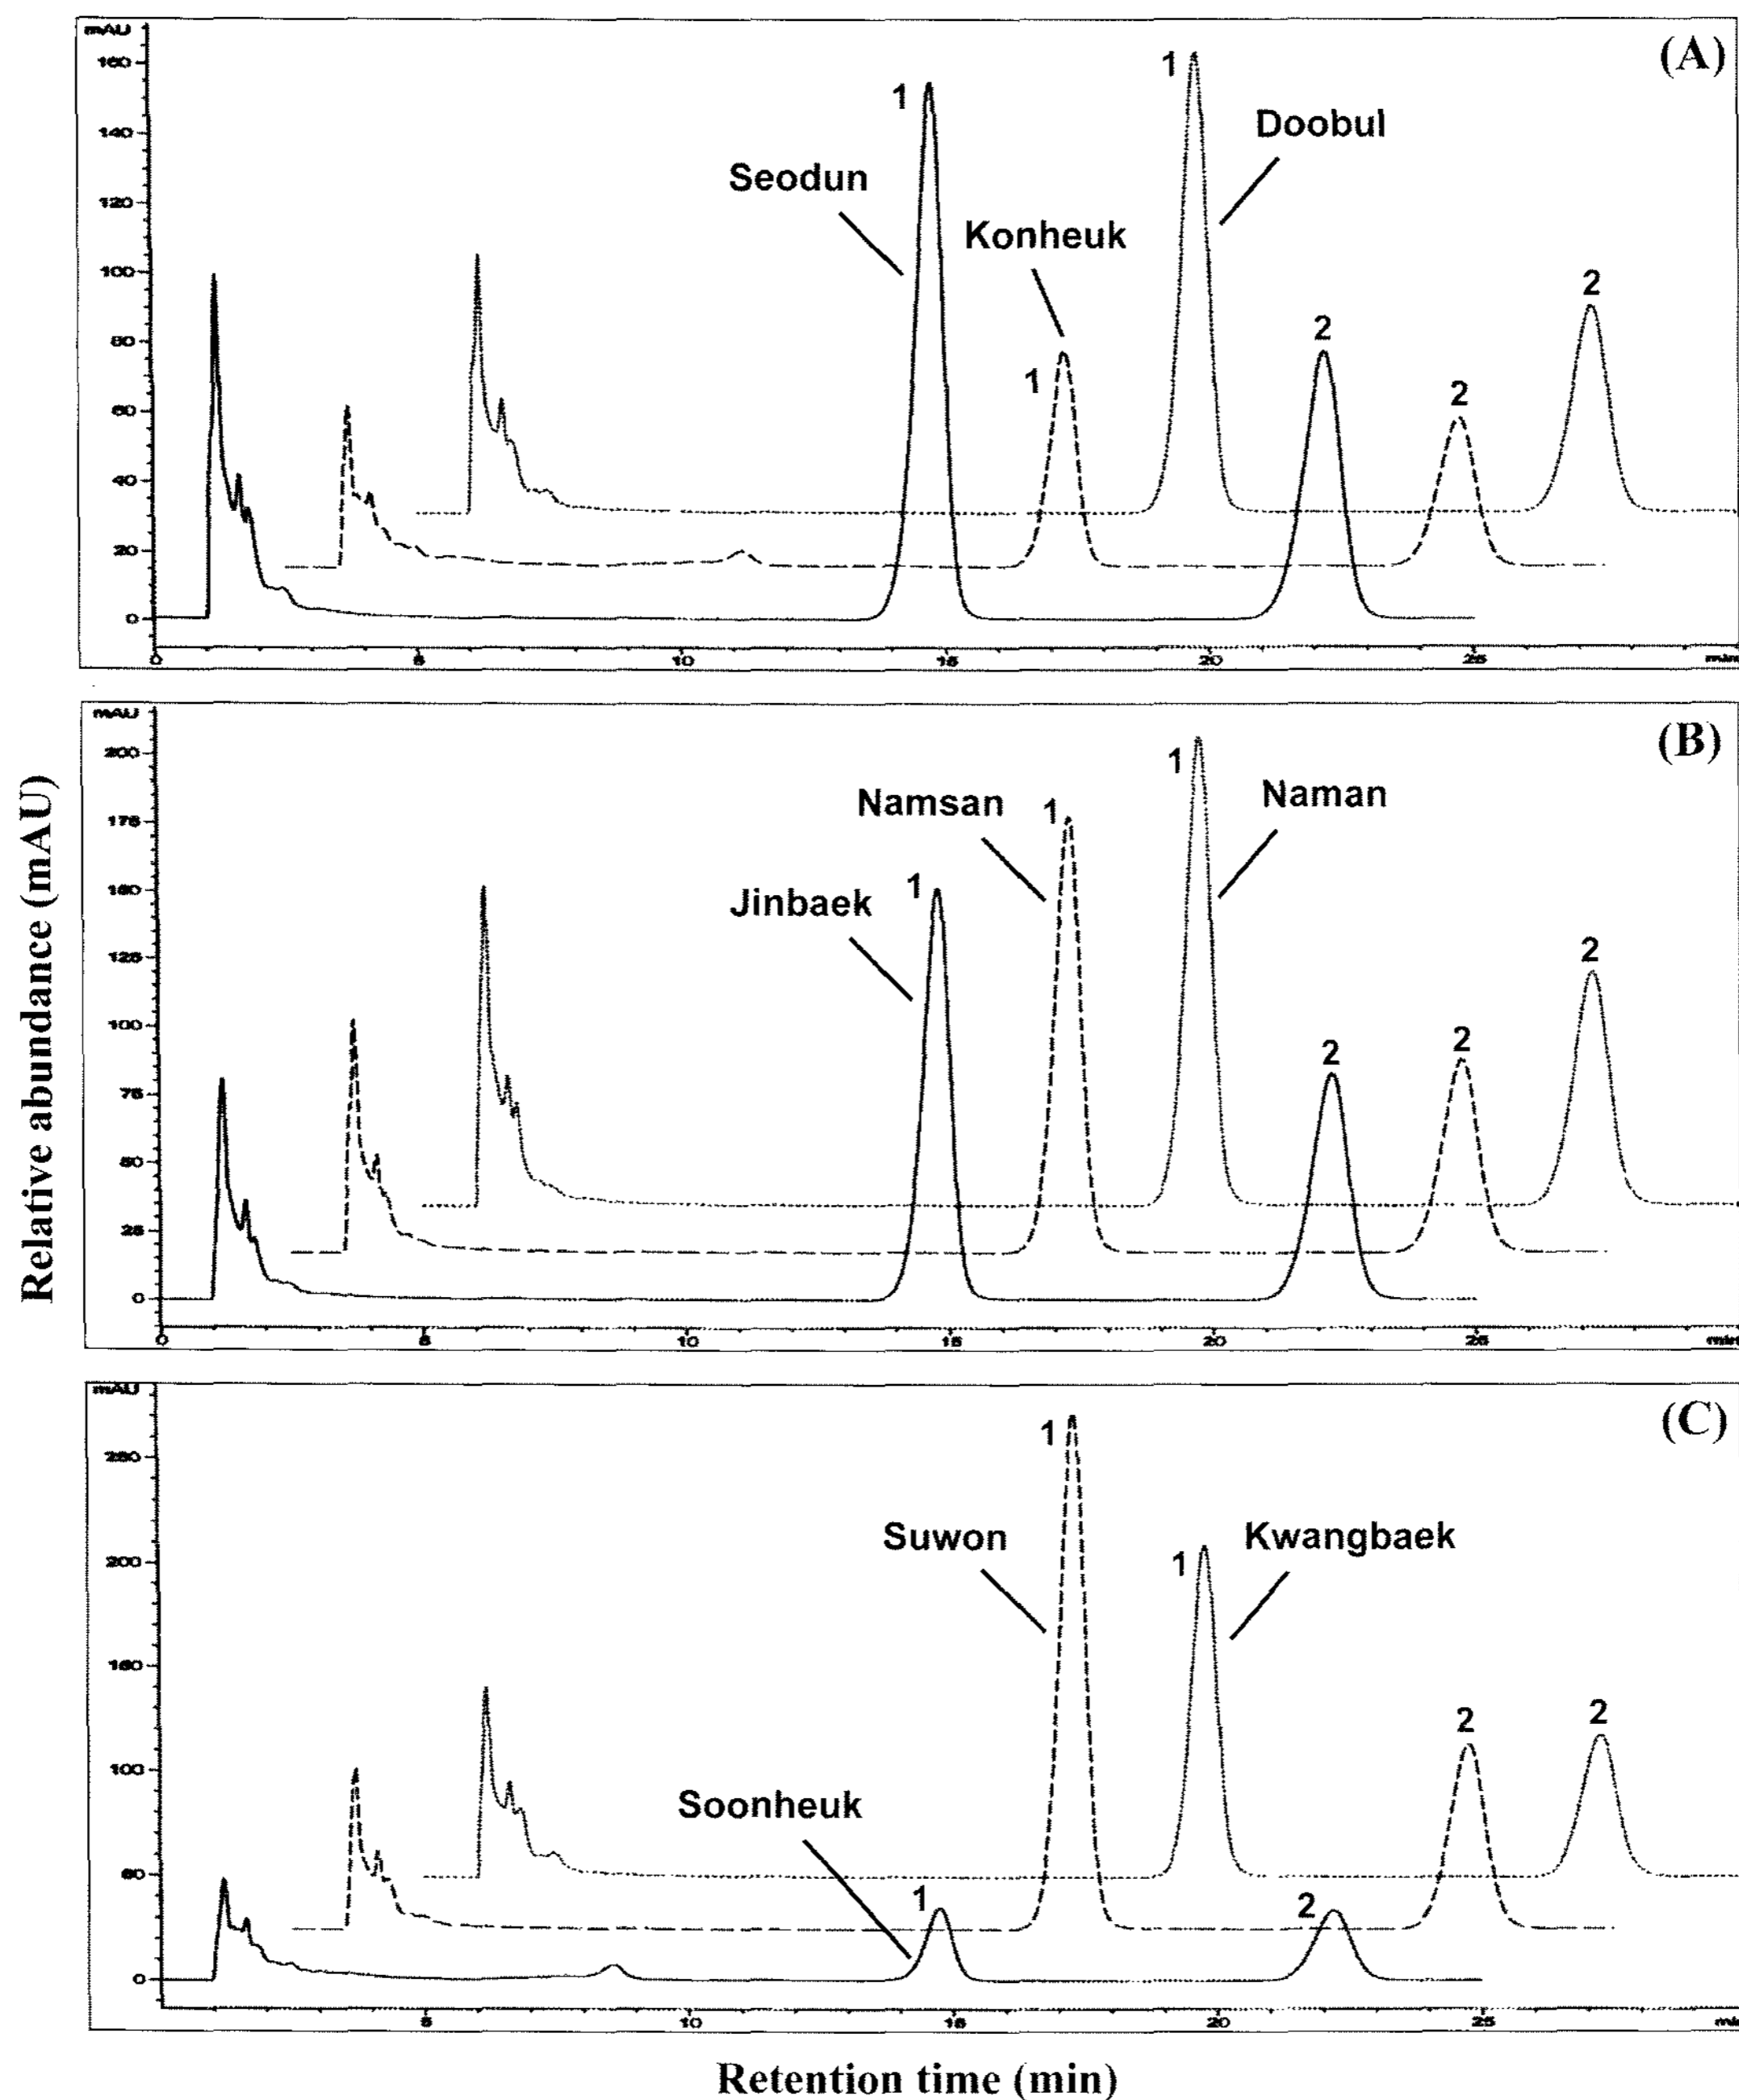 mAU
(A)
160
140
120
100
80
60
40
20
0
1
1
Doobul
Seodun
Konheuk
1
2
2
2
0
5
10
15
20
25
min
Relative abundance (mAU)
mAU
(B)
200
175
150
125
100
75
50
25
0
1
Namsan
1
Naman
Jinbaek
1
2
2
2
0
5
10
15
20
25
min
mAU
(C)
250
200
150
100
50
0
1
Suwon
1
Kwangbaek
2
2
Soonheuk
1
2
5
10
15
20
25
min
Retention time (min)